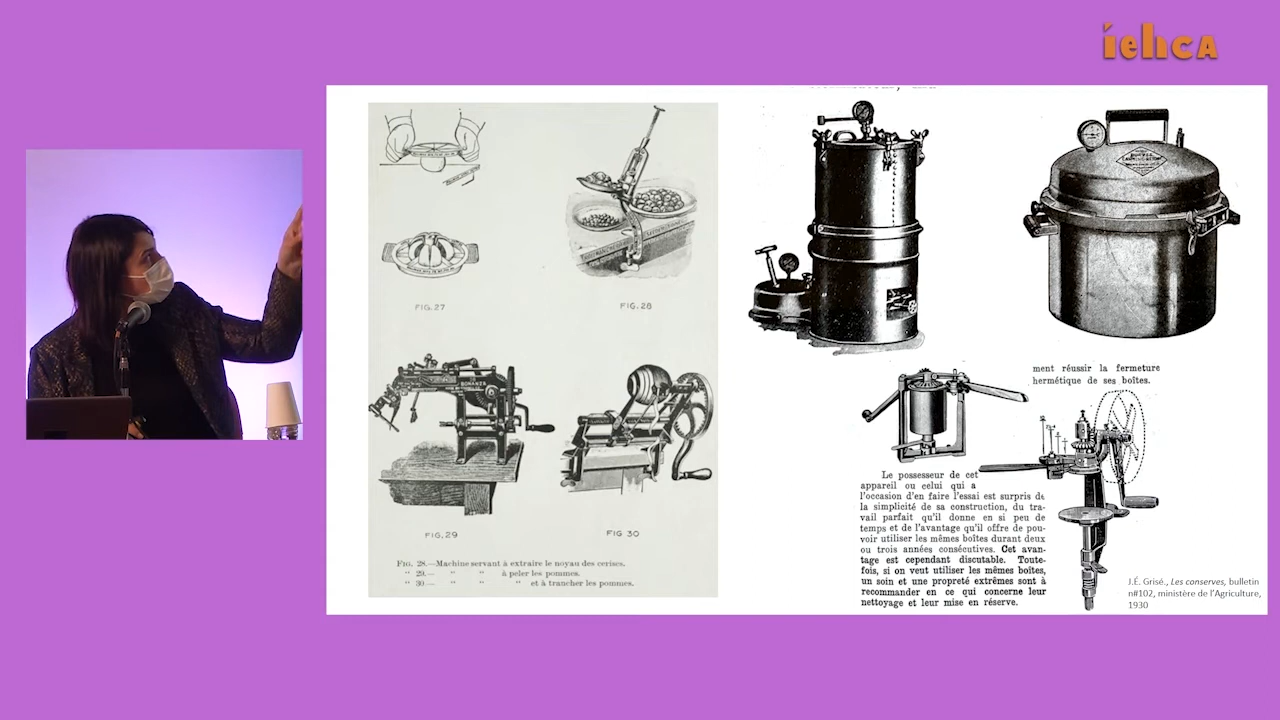 iehca
FIG.27
FIG.28
BONANZA
FIG.29
FIG 30
FIG. 28.—Machine servant à extraire le noyau des cerises.
“ 29.— “ “ à peler les pommes.
“ 30 — “ “ “ et à trancher les pommes.
ment réussir la fermeture
hermétique de ses boîtes.
Le possesseur de cet
appareil ou celui qui a
l'occasion d'en faire l'essai est surpris de
la simplicité de sa construction, du tra-
vail parfait qu'il donne en si peu de
temps et de l'avantage qu'il offre de pou-
voir utiliser les mêmes boîtes durant deux
ou trois années consécutives. Cet avan-
tage est cependant discutable. Toute-
fois, si on veut utiliser les mêmes boîtes,
un soin et une propreté extrêmes sont à
recommander en ce qui concerne leur
nettoyage et leur mise en réserve.
J.É. Grisé., Les conserves, bulletin
n#102, ministère de l'Agriculture,
1930